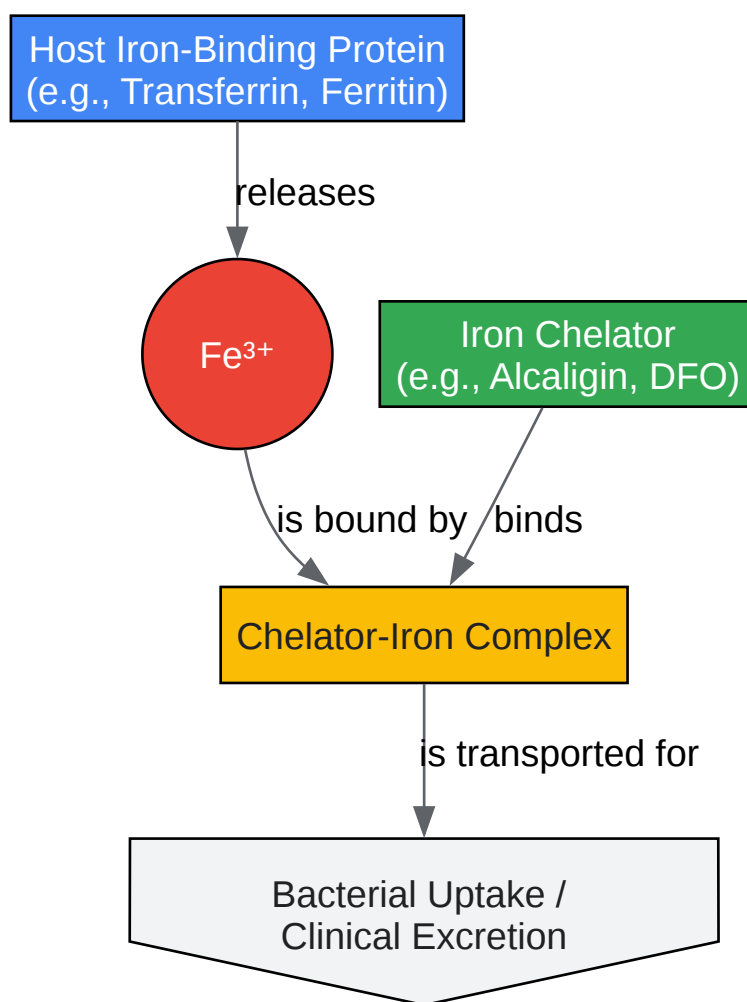 Host Iron-Binding Protein
(e.g., Transferrin, Ferritin)
releases
Fe³⁺
Iron Chelator
(e.g., Alcaligin, DFO)
is bound by
binds
Chelator-Iron Complex
is transported for
Bacterial Uptake /
Clinical Excretion